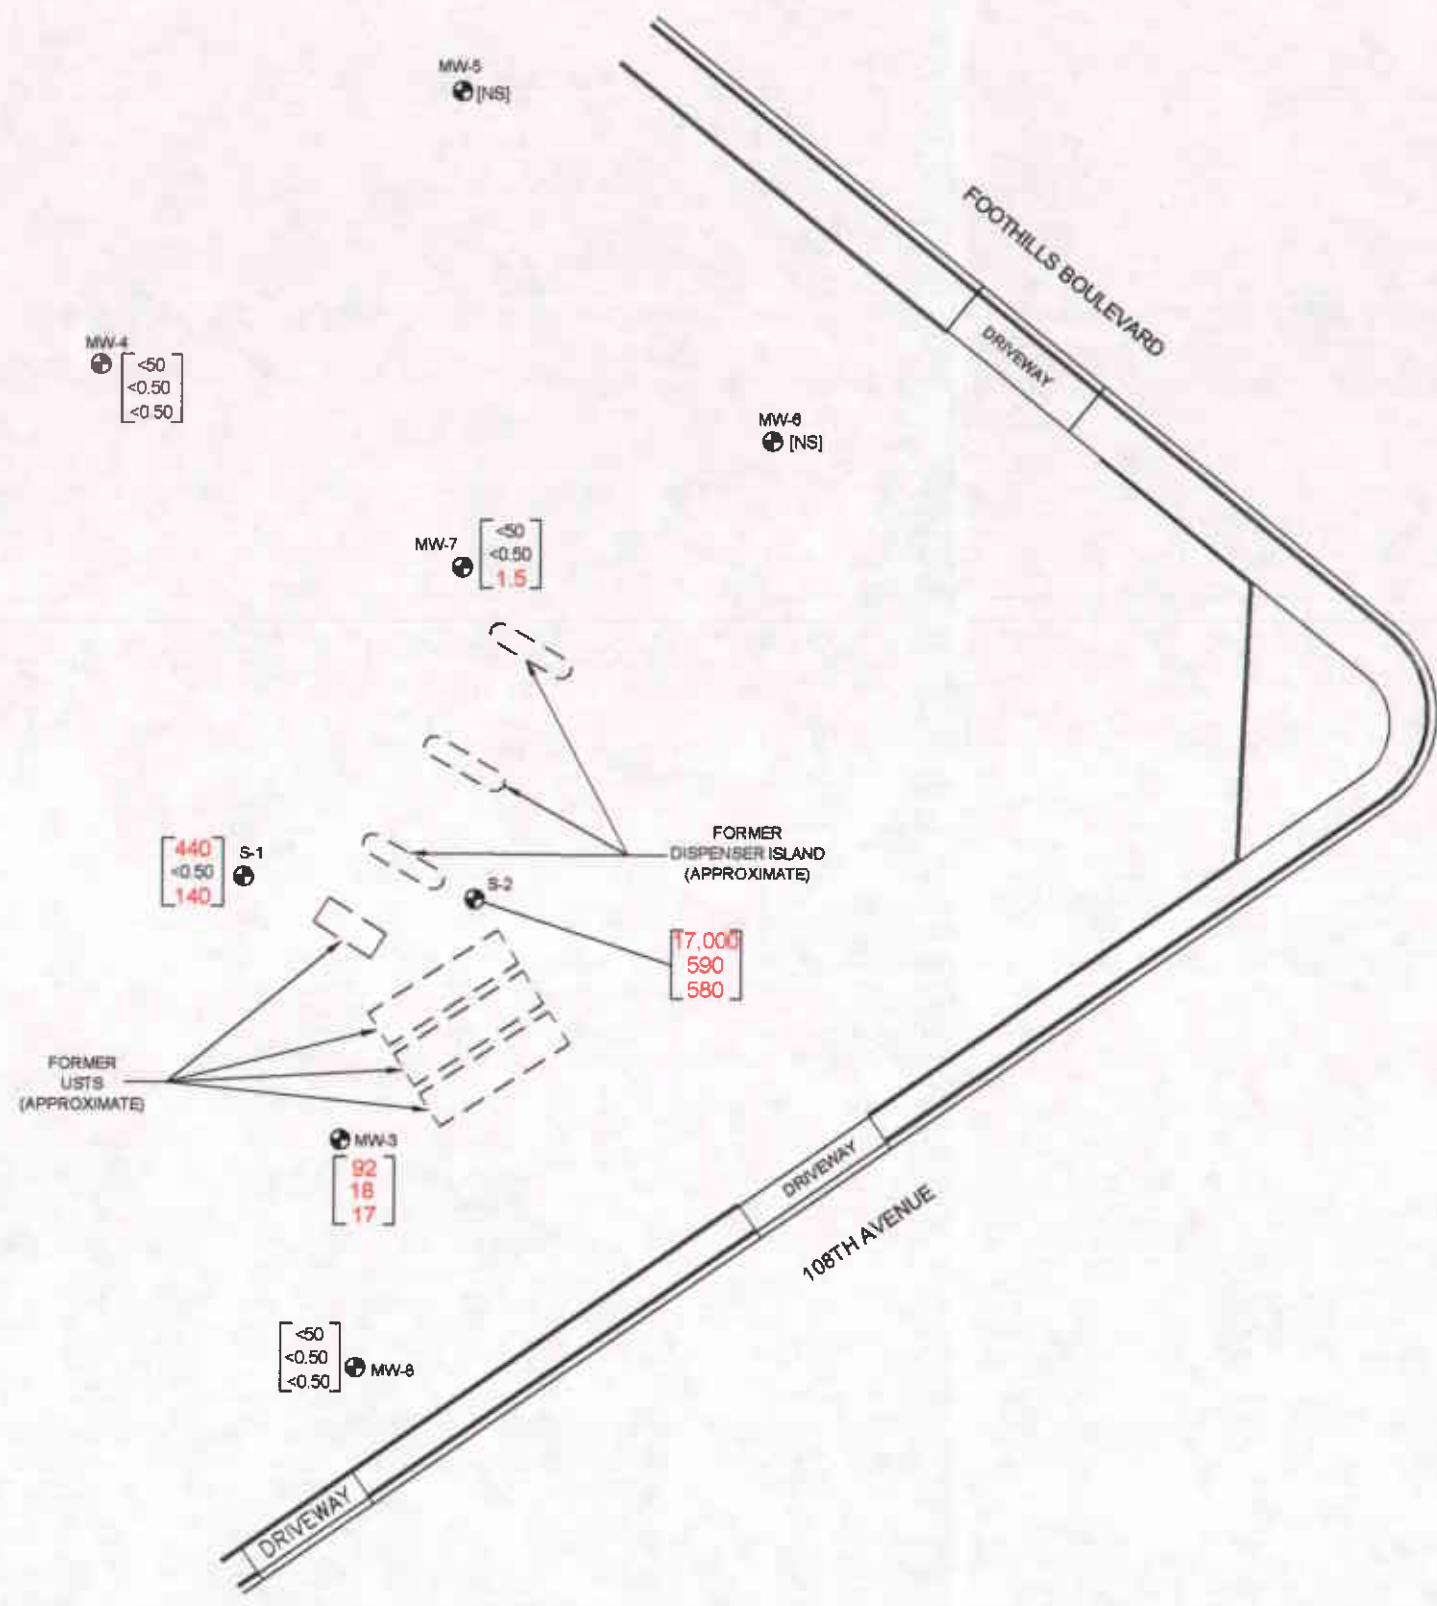 MW-5
[NS]
FOOTHILLS BOULEVARD
DRIVEWAY
MW-4
<50
<0.50
<0.50
MW-6
[NS]
MW-7
<50
<0.50
1.5
FORMER
DISPENSER ISLAND
(APPROXIMATE)
440
<0.50
140
S-1
S-2
17,000
590
580
FORMER
USTS
(APPROXIMATE)
MW-3
92
18
17
DRIVEWAY
108TH AVENUE
<50
<0.50
<0.50
MW-8
DRIVEWAY